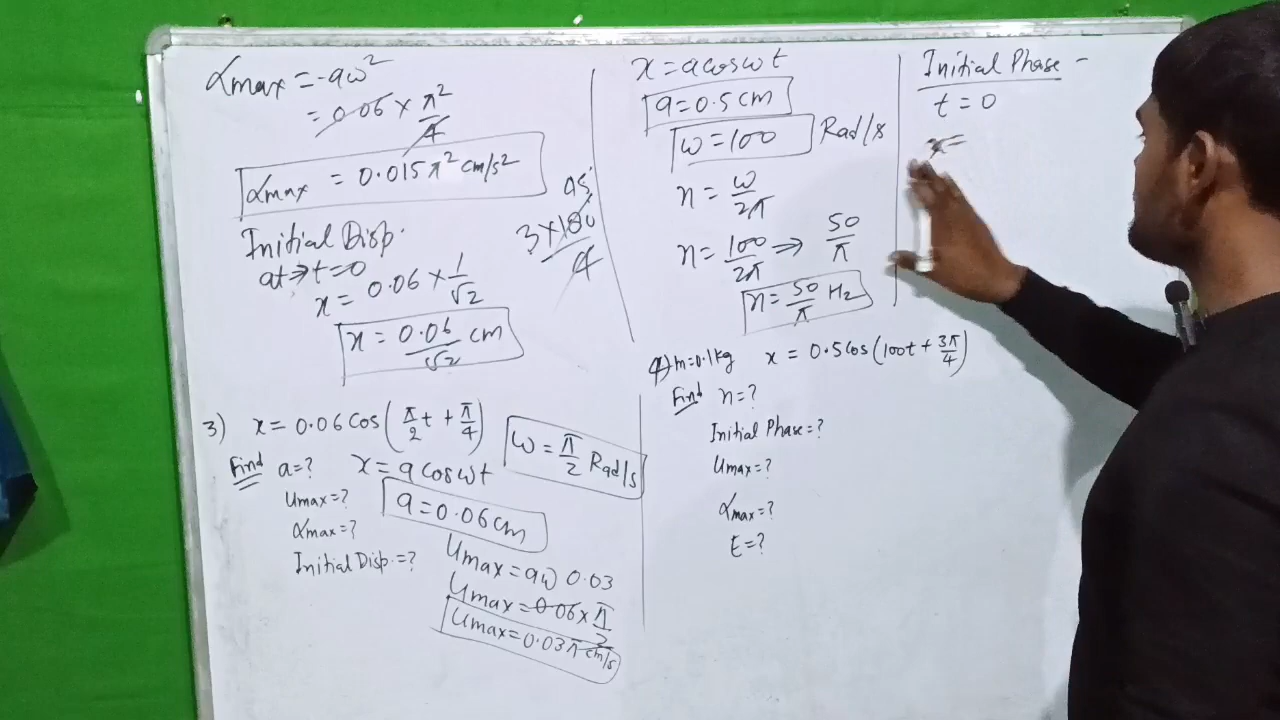 αmax = -aω²
= 0.06 × π²/4
αmax = 0.015π² cm/s²
Initial Disp.
at → t = 0
x = 0.06 × 1/√2
x = 0.06/√2 cm
3×100/4
3) x = 0.06 Cos(π/2 t + π/4)
Find a = ?
Umax = ?
αmax = ?
Initial Disp. = ?
x = a cos ωt
a = 0.06 cm
ω = π/2 Rad/s
Umax = aω 0.03
Umax = 0.06 × π/2
Umax = 0.03π cm/s
x = a cos ωt
a = 0.5 cm
ω = 100 Rad/s
n = ω/2π
n = 100/2π ⇒ 50/π
n = 50/π Hz
4) m = 0.1 kg x = 0.5 cos(100t + 3π/4)
Find n = ?
Initial Phase = ?
Umax = ?
αmax = ?
E = ?
Initial Phase -
t = 0
x =